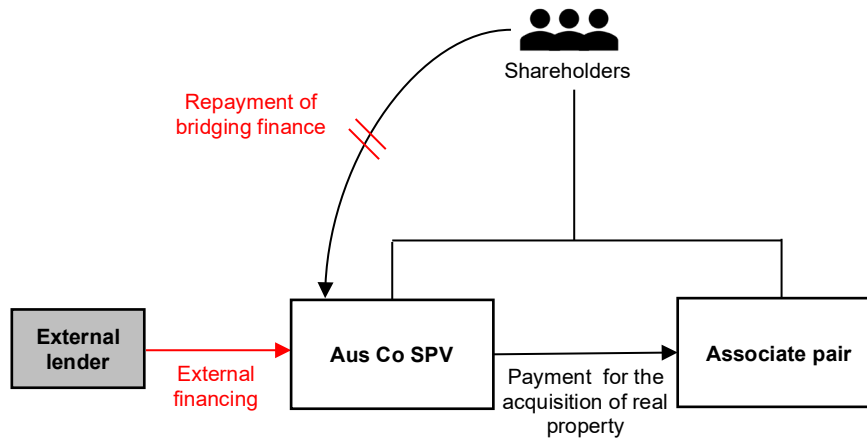 Shareholders
Repayment of
bridging finance
External
lender
External
financing
Aus Co SPV
Payment for the
acquisition of real
property
Associate pair